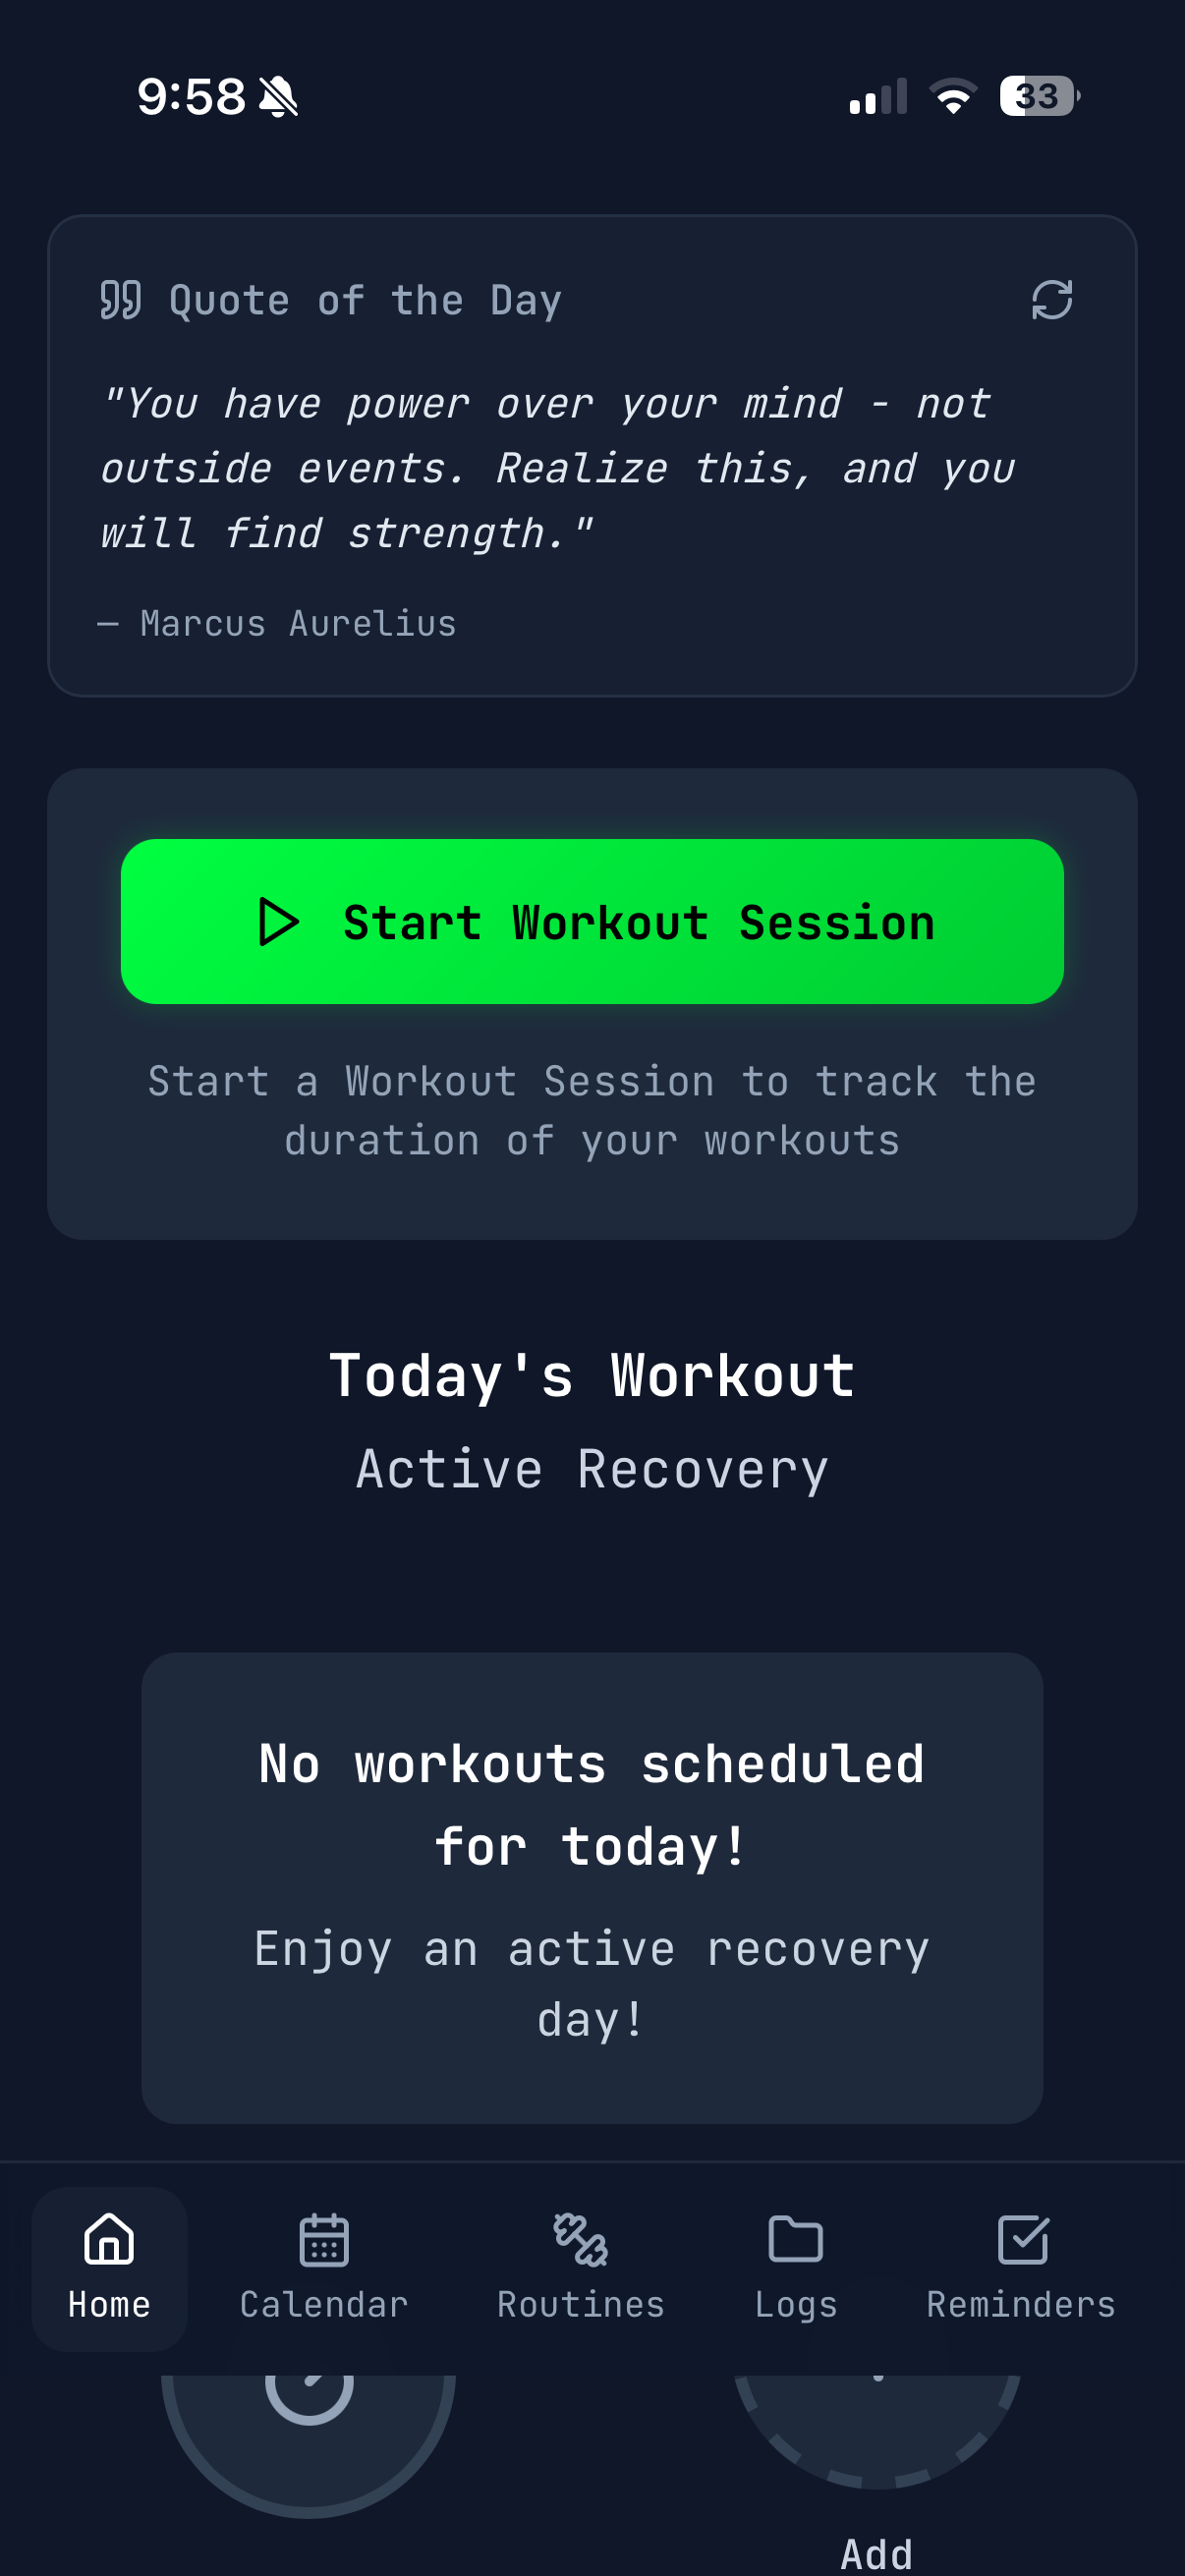 9:58
33
Quote of the Day
"You have power over your mind - not
outside events. Realize this, and you
will find strength."
— Marcus Aurelius
Start Workout Session
Start a Workout Session to track the
duration of your workouts
Today's Workout
Active Recovery
No workouts scheduled
for today!
Enjoy an active recovery
day!
Home
Calendar
Routines
Logs
Reminders
Add